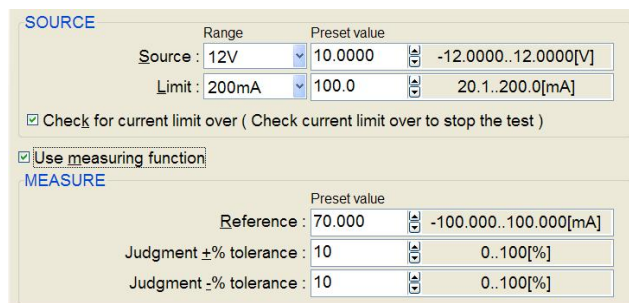 SOURCE
Range Preset value
Source : 12V 10.0000 -12.0000..12.0000[V]
Limit : 200mA 100.0 20.1..200.0[mA]
Check for current limit over ( Check current limit over to stop the test )
Use measuring function
MEASURE
Preset value
Reference : 70.000 -100.000..100.000[mA]
Judgment +% tolerance : 10 0..100[%]
Judgment -% tolerance : 10 0..100[%]